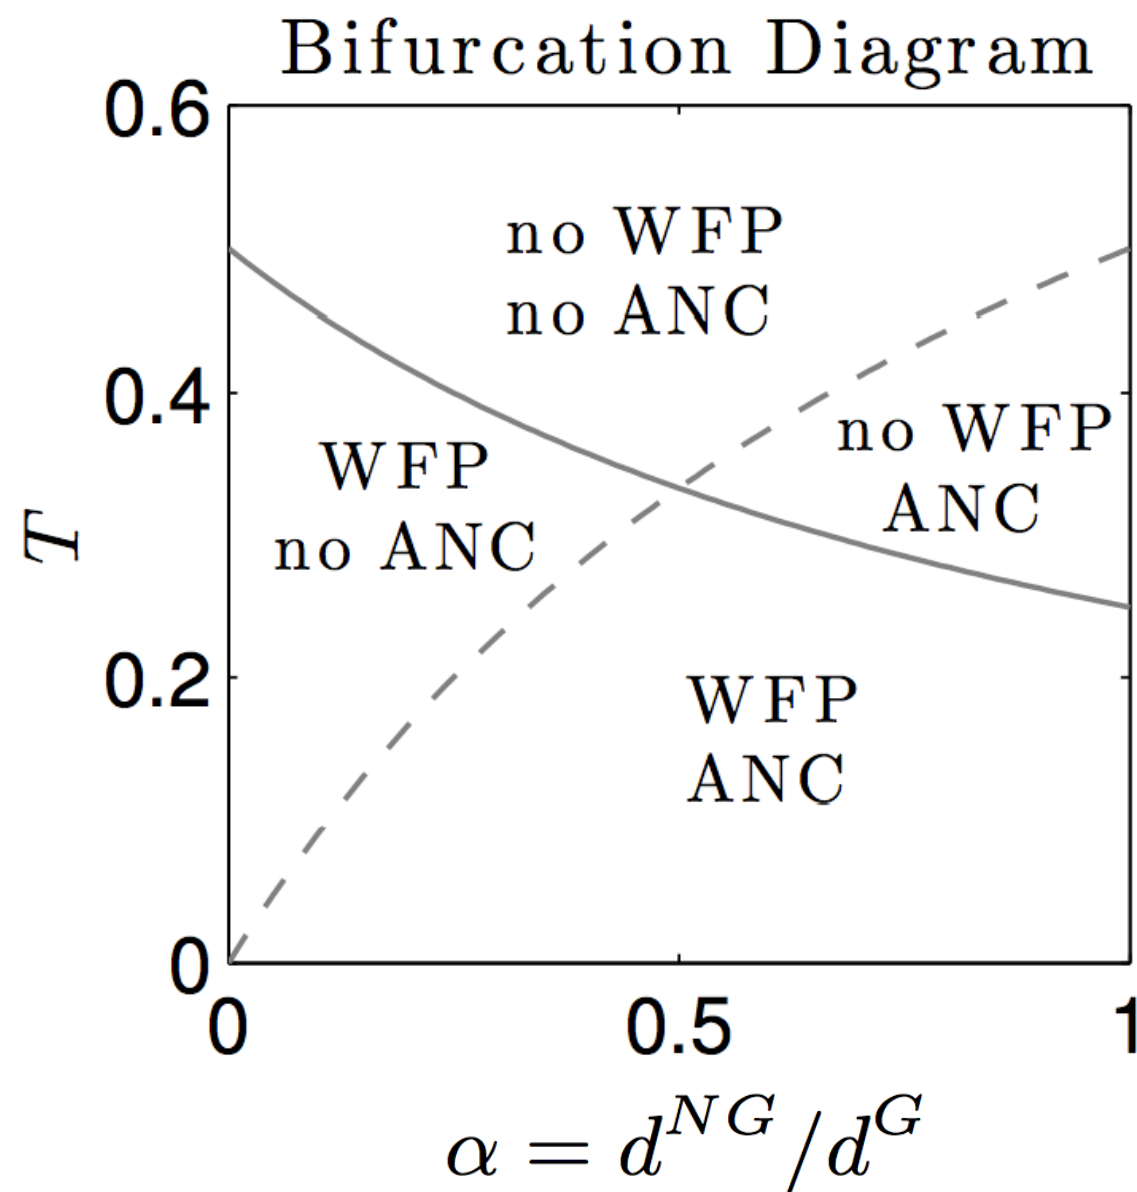 Bifurcation Diagram
0.6
no WFP
no ANC
0.4
no WFP
ANC
WFP
no ANC
T
0.2
WFP
ANC
0
0 0.5 1
α = d^{NG}/d^{G}